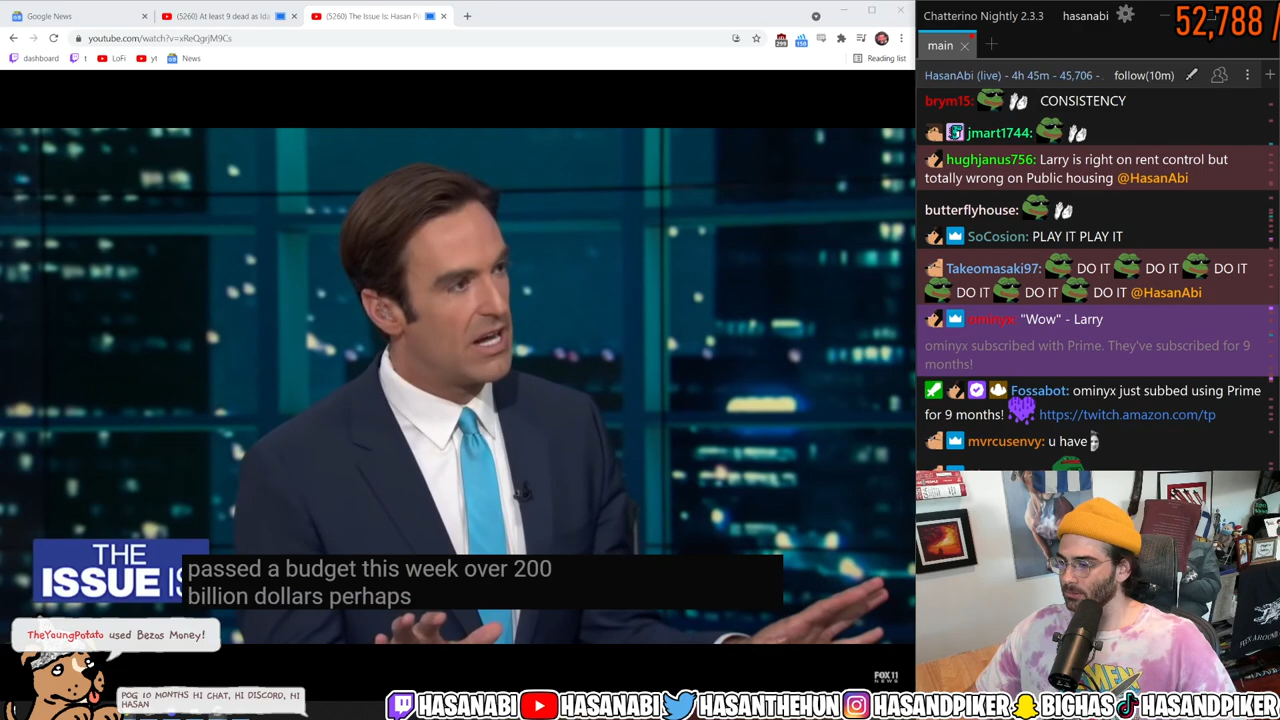 Google News
(5260) At least 9 dead as Ida
(5260) The Issue Is: Hasan P
youtube.com/watch?v=xReQgrjM9Cs
299
158
dashboard
t
LoFi
yt
News
Reading list
THE
ISSUE IS
passed a budget this week over 200
billion dollars perhaps
FOX 11
NEWS
TheYoungPotato used Bezos Money!
POG 10 MONTHS HI CHAT, HI DISCORD, HI
HASAN
Chatterino Nightly 2.3.3
hasanabi
52,788 /
main
HasanAbi (live) - 4h 45m - 45,706 -
follow(10m)
brym15: CONSISTENCY
jmart1744:
hughjanus756: Larry is right on rent control but
totally wrong on Public housing @HasanAbi
butterflyhouse:
SoCosion: PLAY IT PLAY IT
Takeomasaki97: DO IT DO IT DO IT
DO IT DO IT DO IT @HasanAbi
ominyx: "Wow" - Larry
ominyx subscribed with Prime. They've subscribed for 9
months!
Fossabot: ominyx just subbed using Prime
for 9 months! https://twitch.amazon.com/tp
mvrcusenvy: u have
HASANABI HASANABI HASANTHEHUN HASANDPIKER BIGHAS HASANDPIKER